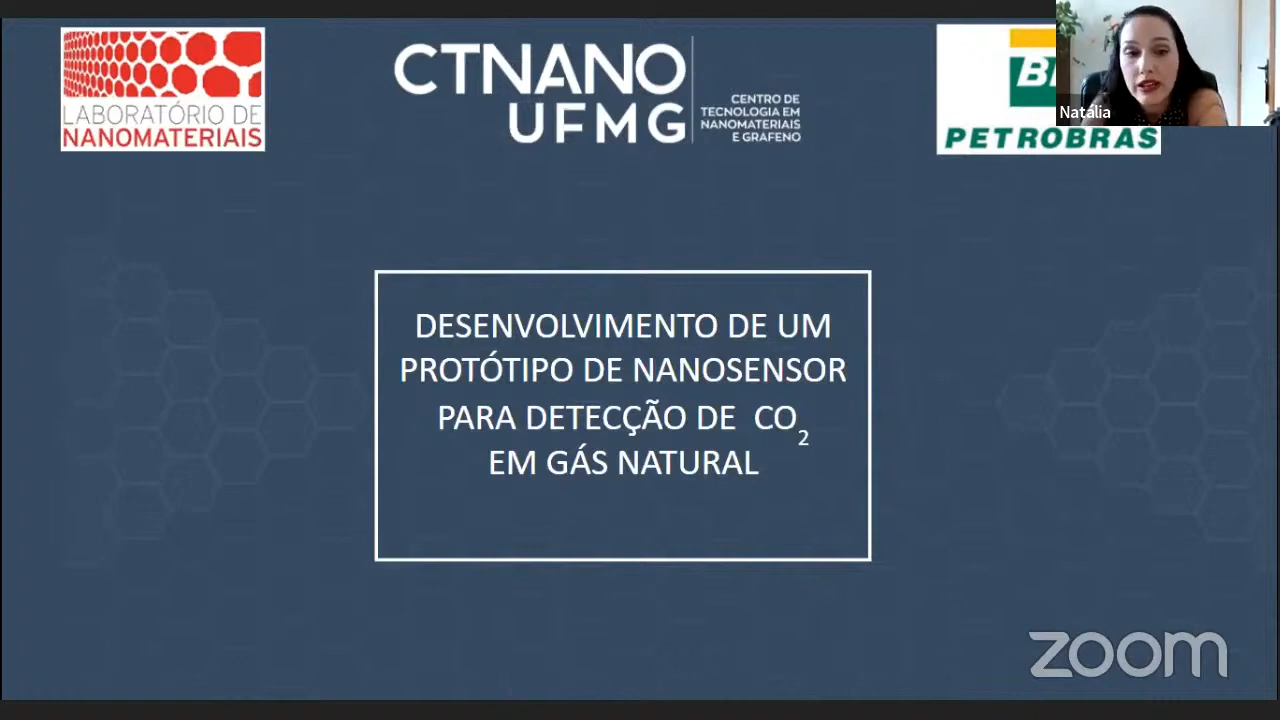 LABORATÓRIO DE
NANOMATERIAIS
CTNANO
UFMG
CENTRO DE
TECNOLOGIA EM
NANOMATERIAIS
E GRAFENO
PETROBRAS
Natália
DESENVOLVIMENTO DE UM
PROTÓTIPO DE NANOSENSOR
PARA DETECÇÃO DE CO2
EM GÁS NATURAL
zoom